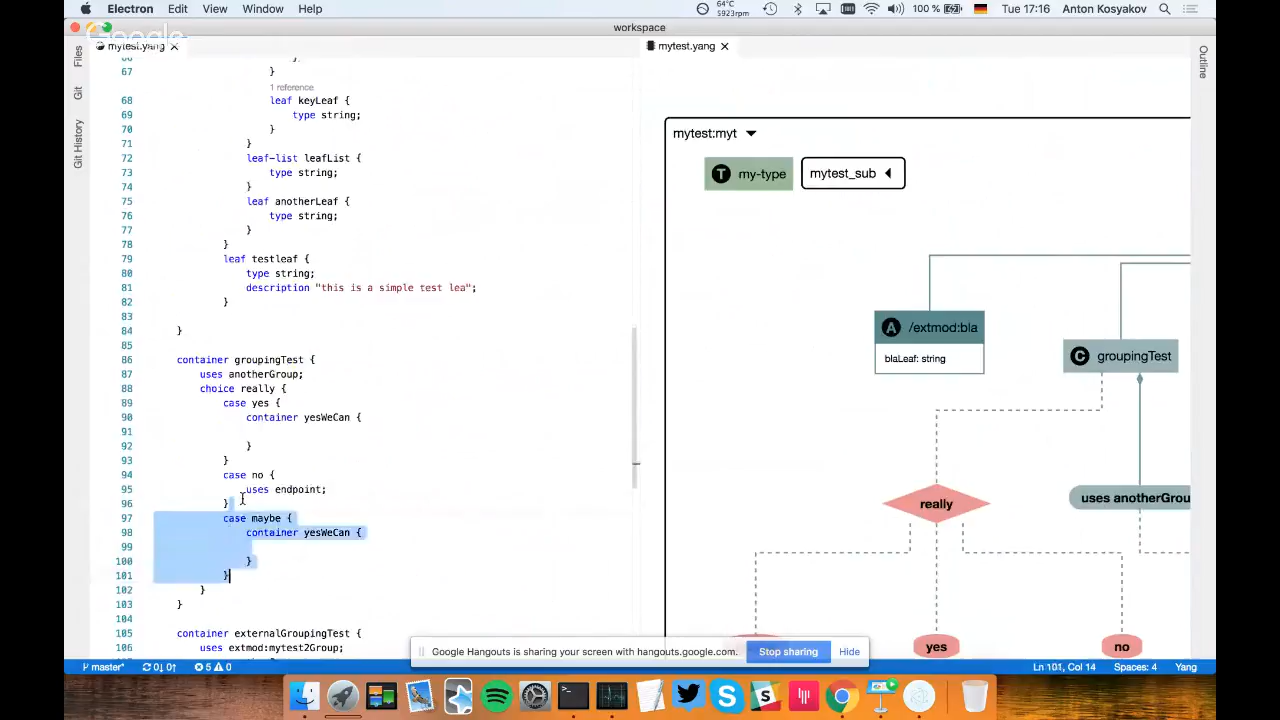 Electron Edit View Window Help
64°C
5923rpm
100 %
Tue 17:16 Anton Kosyakov
workspace
Google
mytest.yang
mytest.yang
Files
Git
Git History
Outline
66 }
67 }
1 reference
68 leaf keyLeaf {
69 type string;
70 }
71 }
72 leaf-list leafList {
73 type string;
74 }
75 leaf anotherLeaf {
76 type string;
77 }
78 }
79 leaf testleaf {
80 type string;
81 description "this is a simple test lea";
82 }
83
84 }
85
86 container groupingTest {
87 uses anotherGroup;
88 choice really {
89 case yes {
90 container yesWeCan {
91
92 }
93 }
94 case no {
95 uses endpoint;
96 }
97 case maybe {
98 container yesWeCan {
99
100 }
101 }
102 }
103 }
104
105 container externalGroupingTest {
106 uses extmod:mytest2Group;
mytest:myt
T my-type
mytest_sub
A /extmod:bla
blaLeaf: string
C groupingTest
really
uses anotherGrou
yes
no
Google Hangouts is sharing your screen with hangouts.google.com.
Stop sharing
Hide
master* 0↓ 0↑ 5 0
Ln 101, Col 14 Spaces: 4 Yang